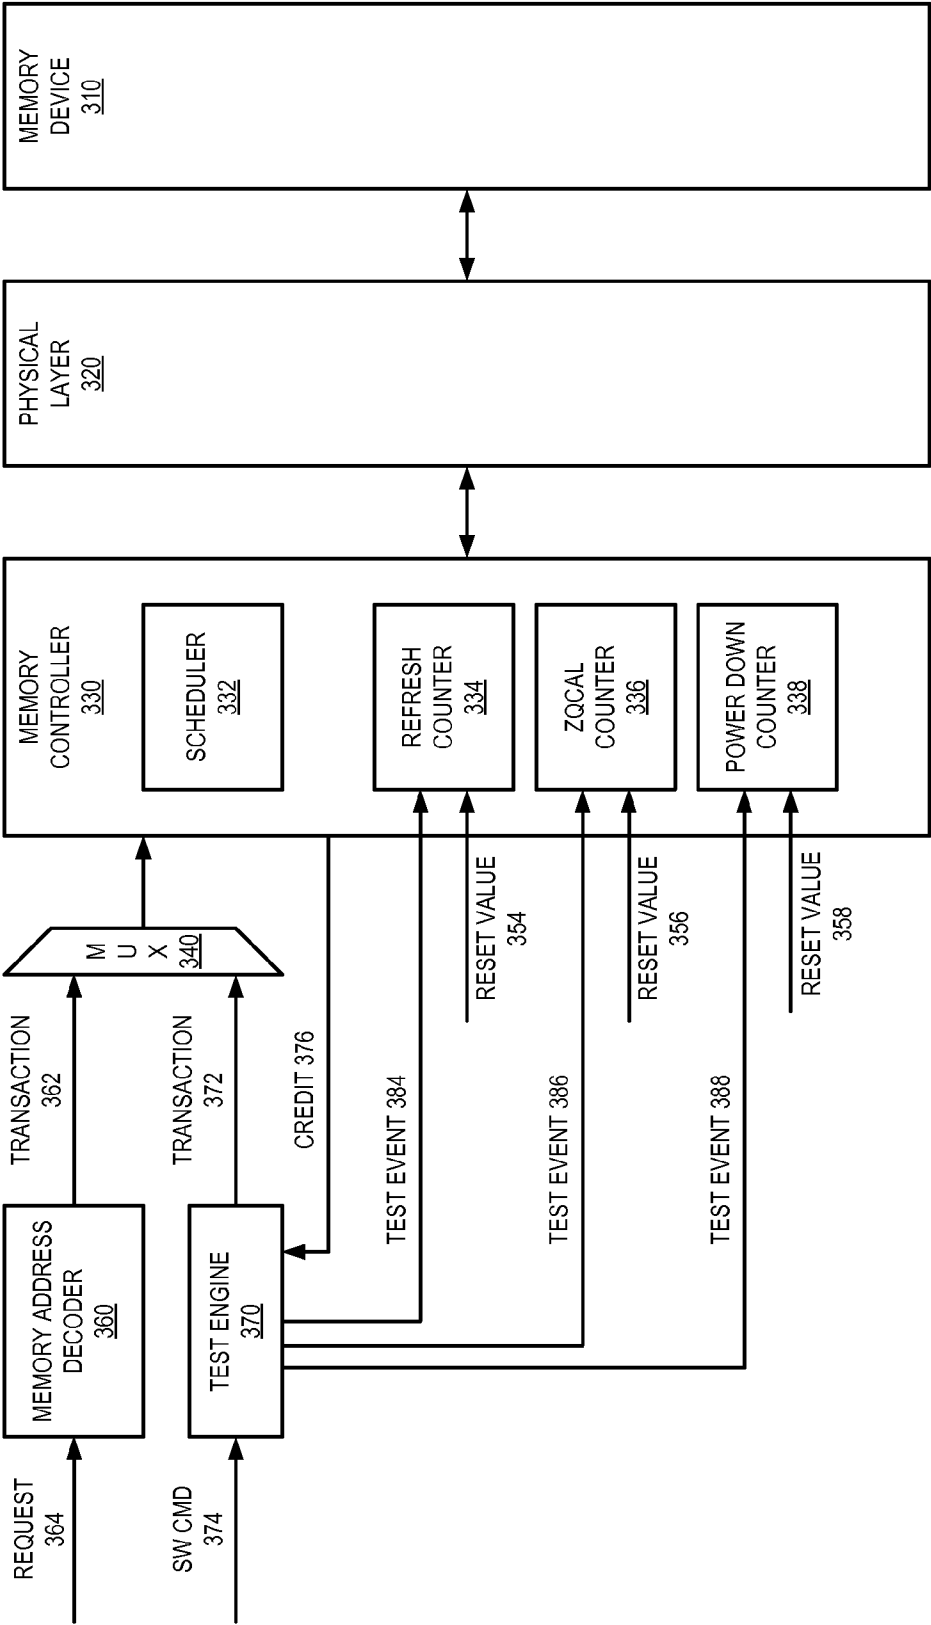 REQUEST
364
MEMORY ADDRESS
DECODER
360
TRANSACTION
362
M
U
X
340
SW CMD
374
TEST ENGINE
370
TRANSACTION
372
CREDIT 376
TEST EVENT 384
TEST EVENT 386
TEST EVENT 388
RESET VALUE
354
RESET VALUE
356
RESET VALUE
358
MEMORY
CONTROLLER
330
SCHEDULER
332
REFRESH
COUNTER
334
ZQCAL
COUNTER
336
POWER DOWN
COUNTER
338
PHYSICAL
LAYER
320
MEMORY
DEVICE
310